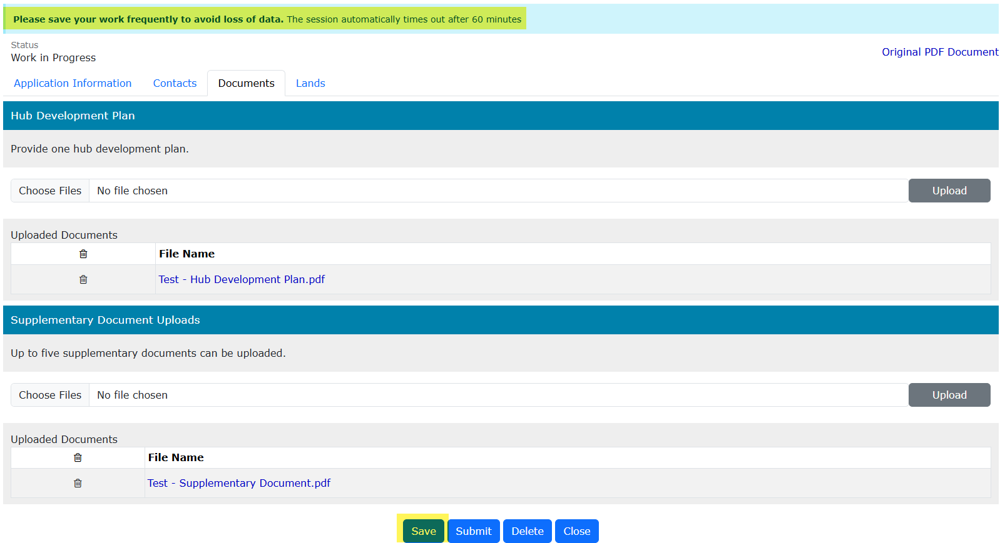 Please save your work frequently to avoid loss of data. The session automatically times out after 60 minutes
Status
Work in Progress
Original PDF Document
Application Information Contacts Documents Lands
Hub Development Plan
Provide one hub development plan.
Choose Files No file chosen Upload
Uploaded Documents
File Name
Test - Hub Development Plan.pdf
Supplementary Document Uploads
Up to five supplementary documents can be uploaded.
Choose Files No file chosen Upload
Uploaded Documents
File Name
Test - Supplementary Document.pdf
Save Submit Delete Close